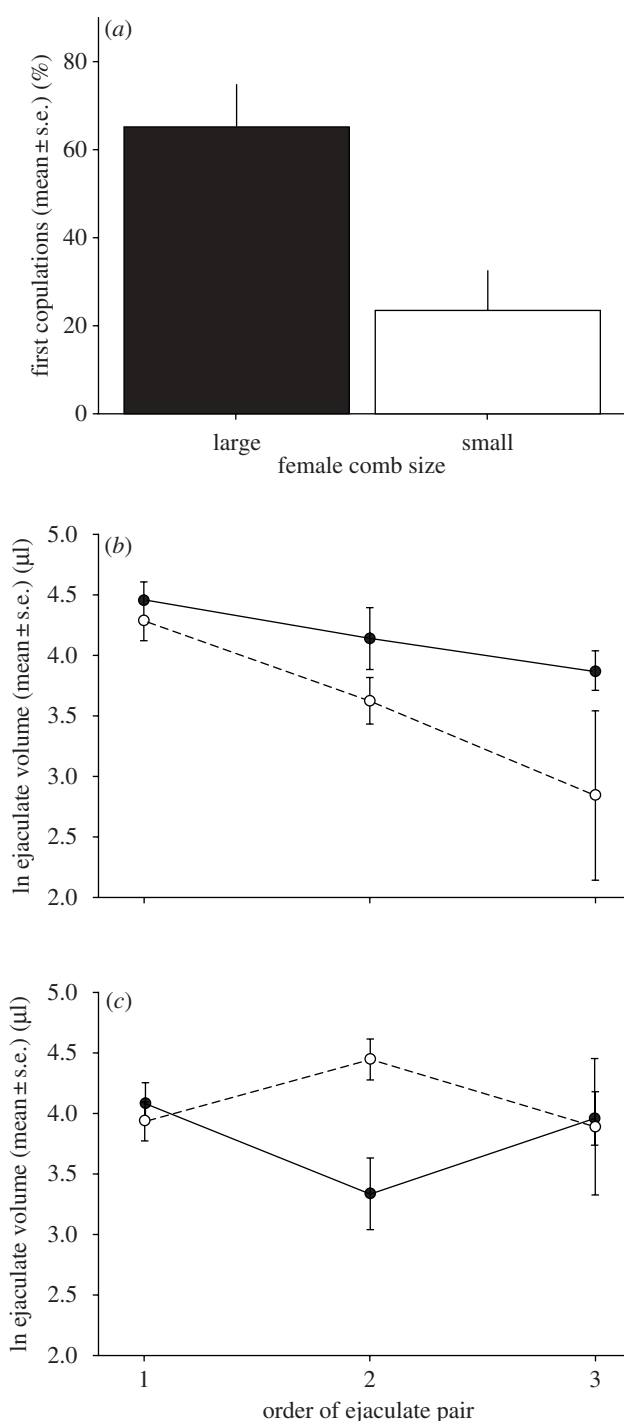 (a)
first copulations (mean ± s.e.) (%)
80
60
40
20
0
large
small
female comb size
(b)
ln ejaculate volume (mean ± s.e.) (µl)
5.0
4.5
4.0
3.5
3.0
2.5
2.0
(c)
ln ejaculate volume (mean ± s.e.) (µl)
5.0
4.5
4.0
3.5
3.0
2.5
2.0
1
2
3
order of ejaculate pair